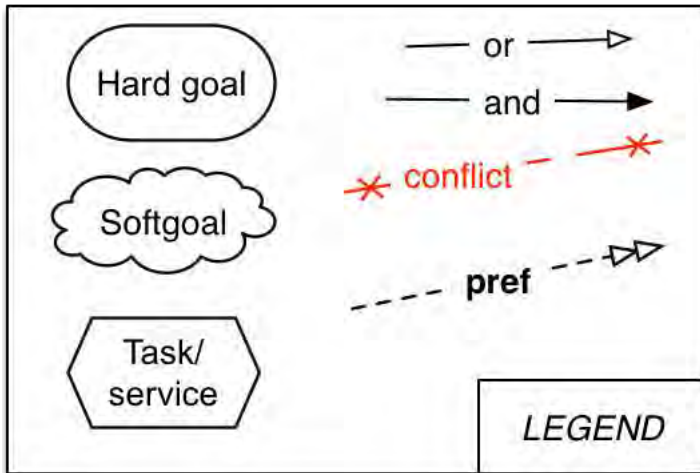 Hard goal
or
and
Softgoal
conflict
pref
Task/
service
LEGEND